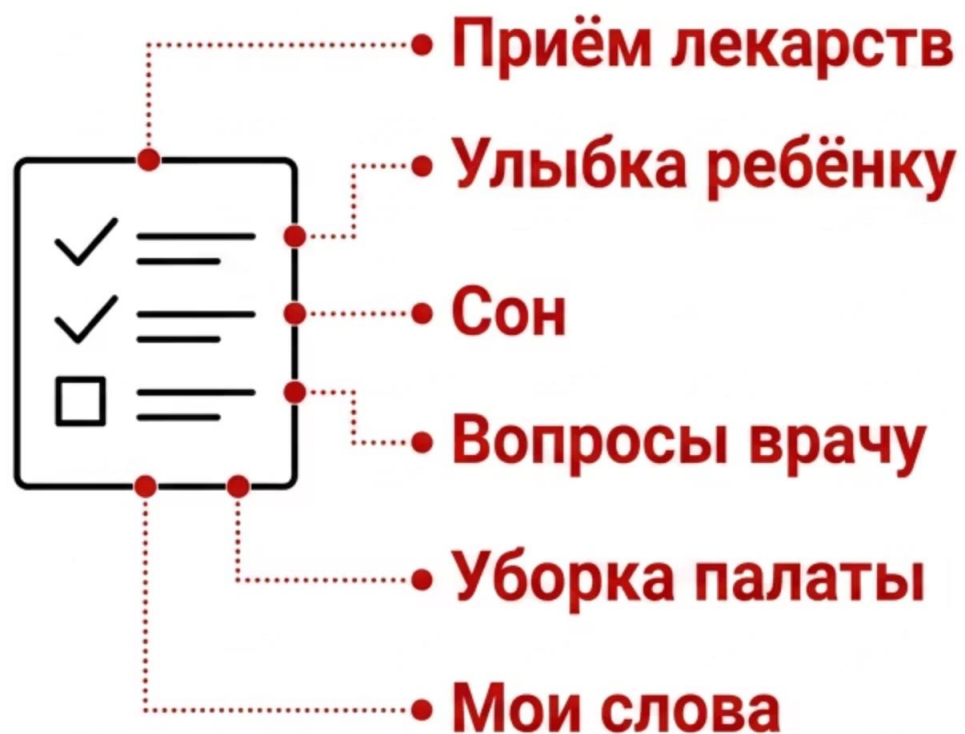 Приём лекарств
Улыбка ребёнку
Сон
Вопросы врачу
Уборка палаты
Мои слова